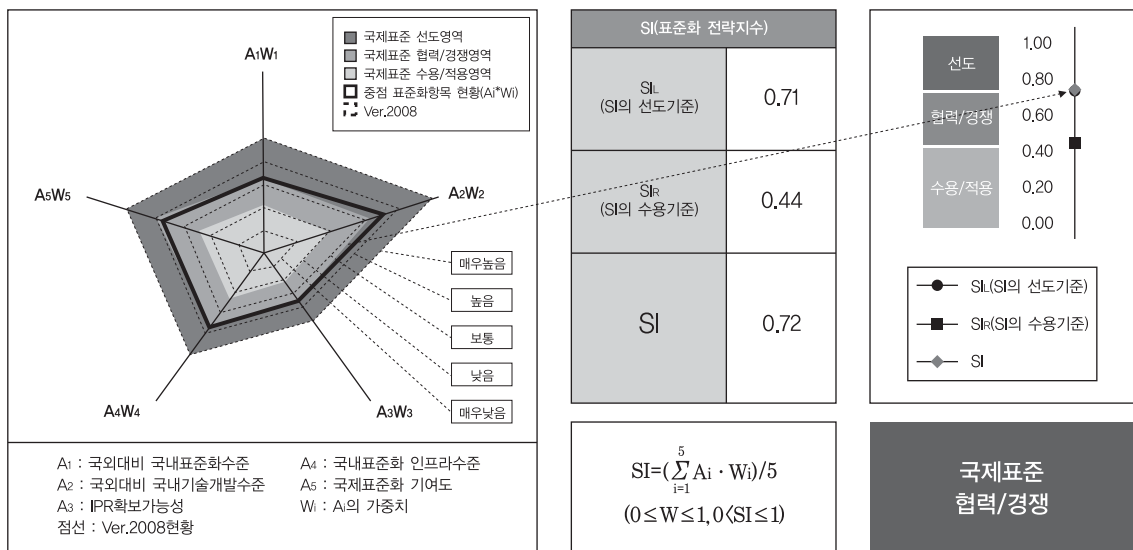 국제표준 선도영역
국제표준 협력/경쟁영역
국제표준 수용/적용영역
중점 표준화항목 현황(Ai*Wi)
Ver.2008
A1W1
A2W2
A5W5
A4W4
A3W3
매우높음
높음
보통
낮음
매우낮음
A1 : 국외대비 국내표준화수준
A2 : 국외대비 국내기술개발수준
A3 : IPR확보가능성
점선 : Ver.2008현황
A4 : 국내표준화 인프라수준
A5 : 국제표준화 기여도
Wi : Ai의 가중치
SI(표준화 전략지수)
SIL
(SI의 선도기준)
0.71
SIR
(SI의 수용기준)
0.44
SI
0.72
SI=(5∑i=1 Ai · Wi)/5
(0≤W≤1, 0<SI≤1)
선도
협력/경쟁
수용/적용
1.00
0.80
0.60
0.40
0.20
0.00
SIL(SI의 선도기준)
SIR(SI의 수용기준)
SI
국제표준
협력/경쟁